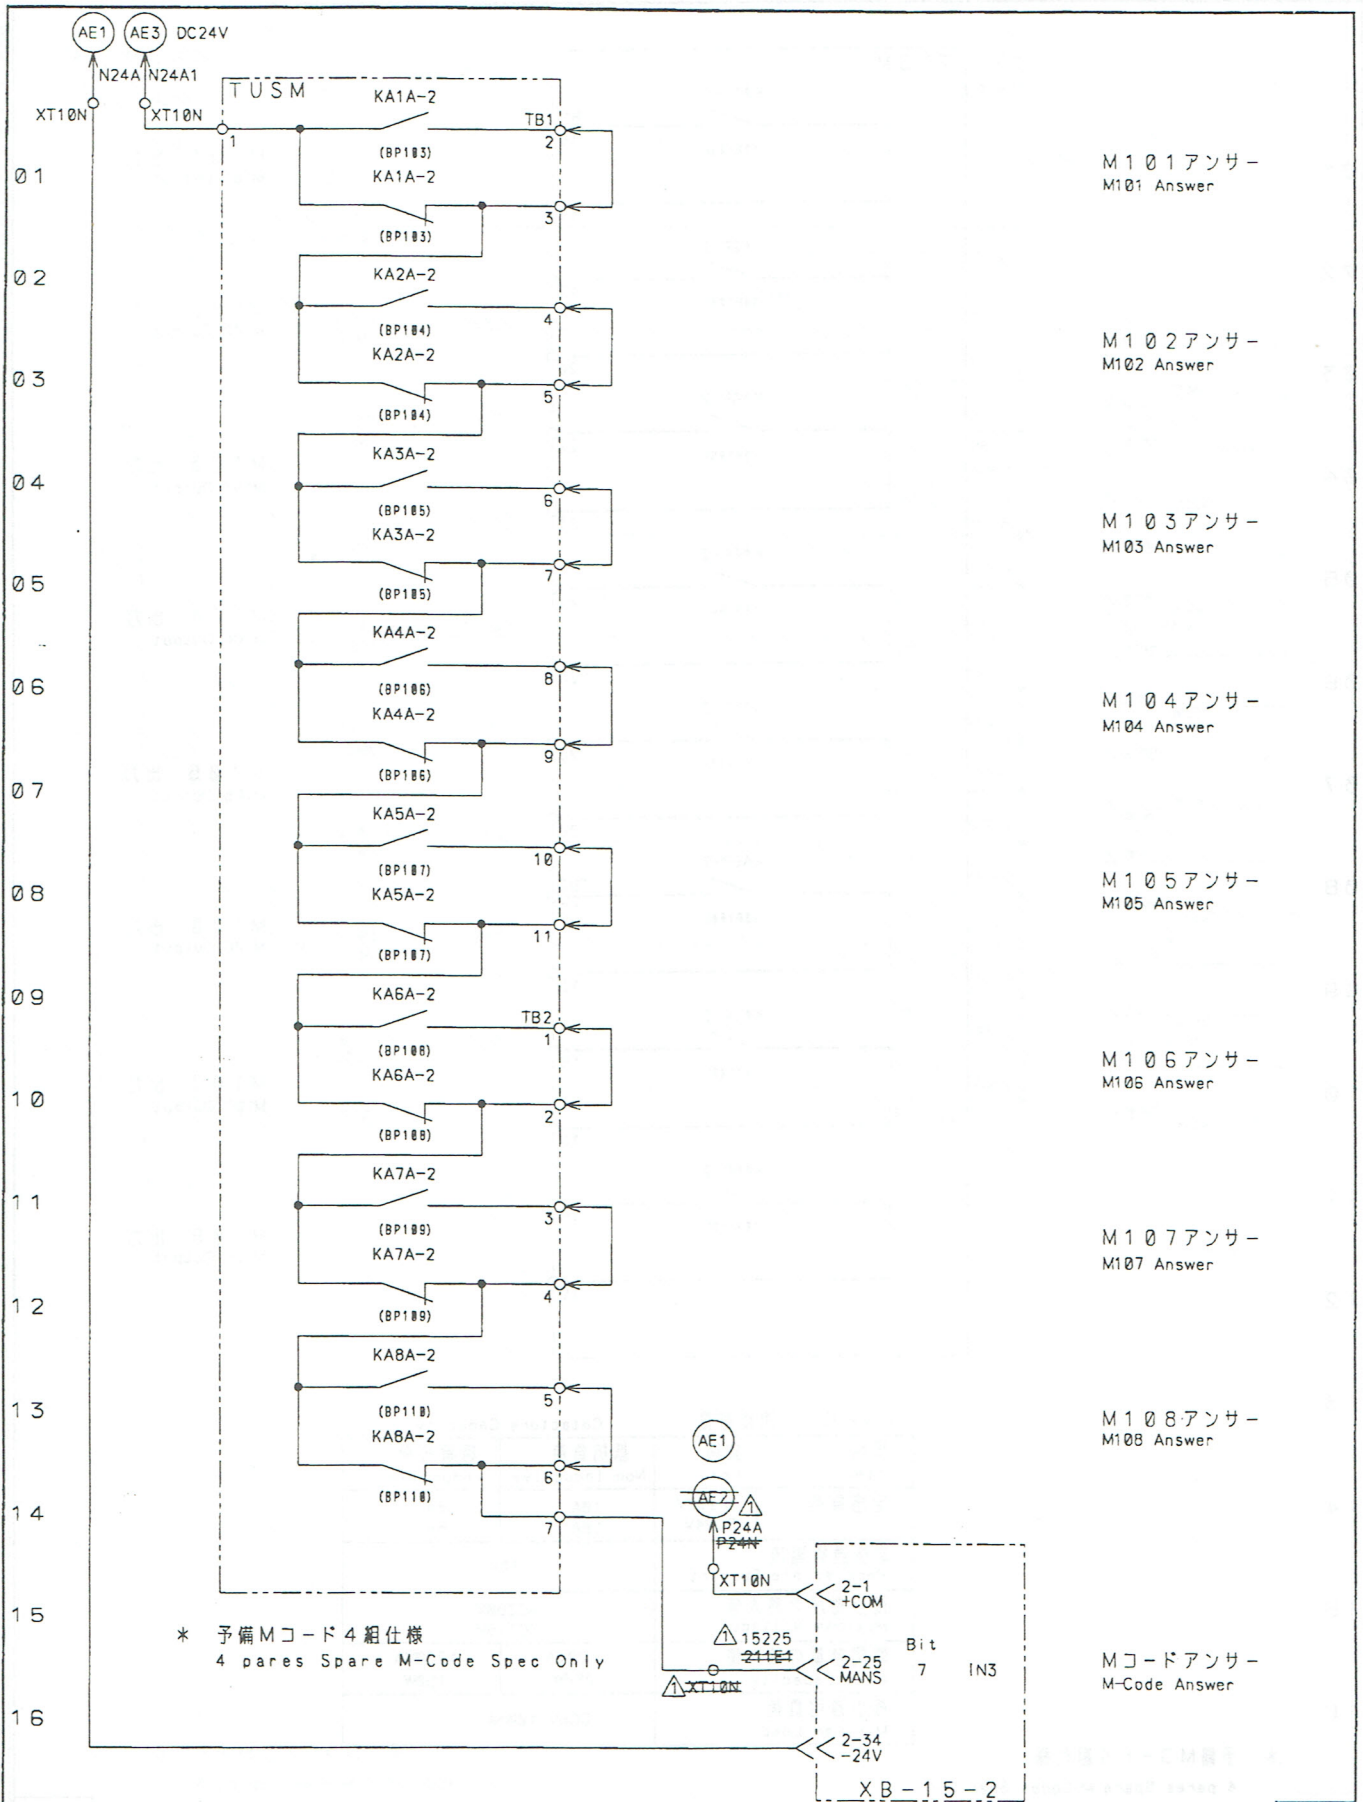 AE1 AE3 DC24V
N24A N24A1
XT10N XT10N
TUSM
KA1A-2
TB1
1
2
(BP103)
01
KA1A-2
M101アンサー
M101 Answer
3
(BP103)
02
KA2A-2
4
(BP104)
KA2A-2
M102アンサー
M102 Answer
03
5
(BP104)
KA3A-2
04
6
(BP105)
KA3A-2
M103アンサー
M103 Answer
7
05
(BP105)
KA4A-2
8
06
(BP106)
KA4A-2
M104アンサー
M104 Answer
9
(BP106)
07
KA5A-2
10
(BP107)
08
KA5A-2
M105アンサー
M105 Answer
11
(BP107)
09
KA6A-2
TB2
1
(BP108)
KA6A-2
M106アンサー
M106 Answer
10
2
(BP108)
KA7A-2
11
3
(BP109)
KA7A-2
M107アンサー
M107 Answer
4
12
(BP109)
KA8A-2
5
13
(BP110)
KA8A-2
M108アンサー
M108 Answer
AE1
6
(BP110)
14
AE2 1
7
P24A
P24N
XT10N
2-1
+COM
15
* 予備Mコード4組仕様
4 pares Spare M-Code Spec Only
1 15225
211E1
Bit
2-25 7 IN3
MANS
1 XT10N
Mコードアンサー
M-Code Answer
16
2-34
-24V
XB-15-2